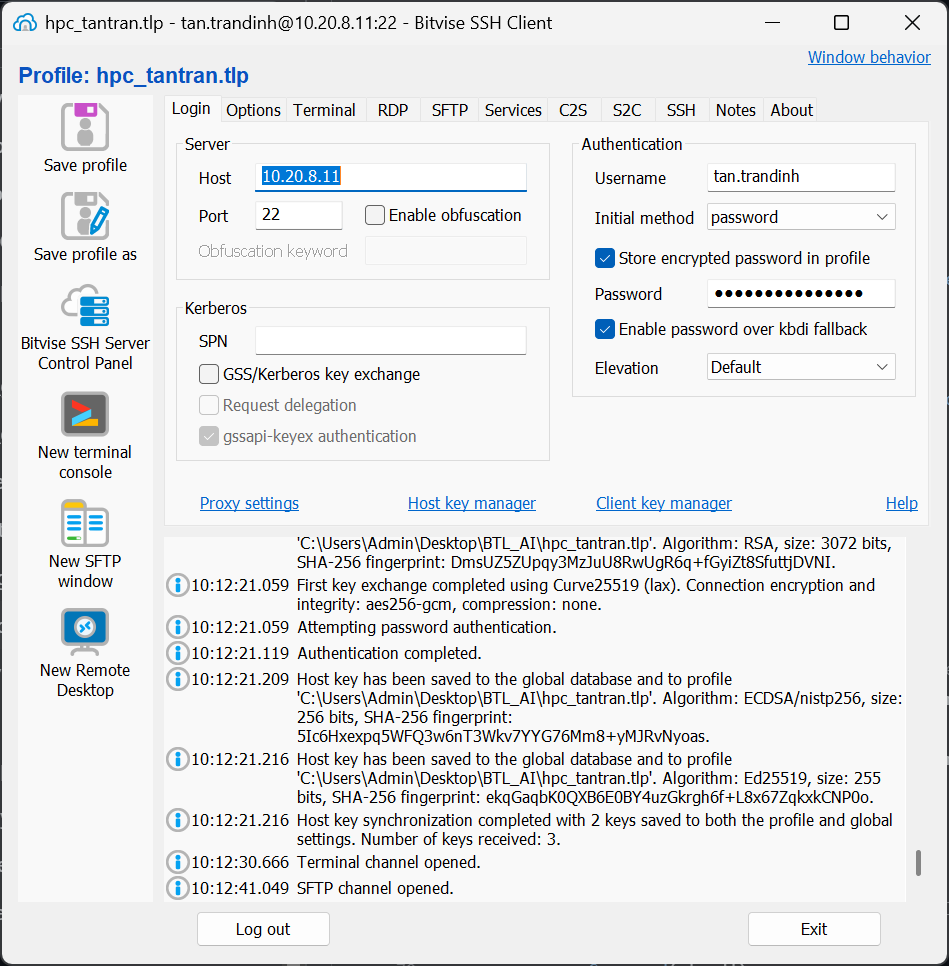 hpc_tantran.tlp - tan.trandinh@10.20.8.11:22 - Bitvise SSH Client
Window behavior
Profile: hpc_tantran.tlp
Save profile
Save profile as
Bitvise SSH Server
Control Panel
New terminal
console
New SFTP
window
New Remote
Desktop
Login Options Terminal RDP SFTP Services C2S S2C SSH Notes About
Server
Host 10.20.8.11
Port 22 Enable obfuscation
Obfuscation keyword
Kerberos
SPN
GSS/Kerberos key exchange
Request delegation
gssapi-keyex authentication
Authentication
Username tan.trandinh
Initial method password
Store encrypted password in profile
Password ●●●●●●●●●●●●●●●
Enable password over kbdi fallback
Elevation Default
Proxy settings Host key manager Client key manager Help
'C:\Users\Admin\Desktop\BTL_AI\hpc_tantran.tlp'. Algorithm: RSA, size: 3072 bits,
SHA-256 fingerprint: DmsUZ5ZUpqy3MzJuU8RwUgR6q+fGyiZt8SfuttjDVNI.
10:12:21.059 First key exchange completed using Curve25519 (lax). Connection encryption and
integrity: aes256-gcm, compression: none.
10:12:21.059 Attempting password authentication.
10:12:21.119 Authentication completed.
10:12:21.209 Host key has been saved to the global database and to profile
'C:\Users\Admin\Desktop\BTL_AI\hpc_tantran.tlp'. Algorithm: ECDSA/nistp256, size:
256 bits, SHA-256 fingerprint:
5Ic6Hxexpq5WFQ3w6nT3Wkv7YYG76Mm8+yMJRvNyoas.
10:12:21.216 Host key has been saved to the global database and to profile
'C:\Users\Admin\Desktop\BTL_AI\hpc_tantran.tlp'. Algorithm: Ed25519, size: 255
bits, SHA-256 fingerprint: ekqGaqbK0QXB6E0BY4uzGkrgh6f+L8x67ZqkxkCNP0o.
10:12:21.216 Host key synchronization completed with 2 keys saved to both the profile and global
settings. Number of keys received: 3.
10:12:30.666 Terminal channel opened.
10:12:41.049 SFTP channel opened.
Log out Exit